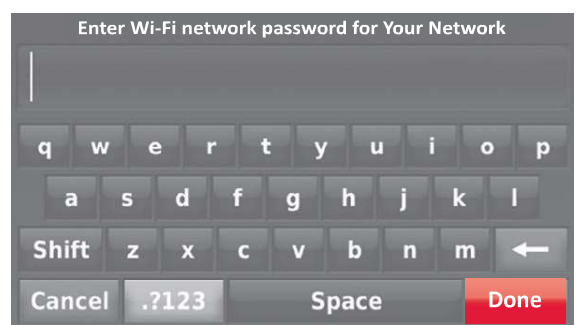 Enter Wi-Fi network password for Your Network
q w e r t y u i o p
a s d f g h j k l
Shift z x c v b n m ←
Cancel .?123 Space Done